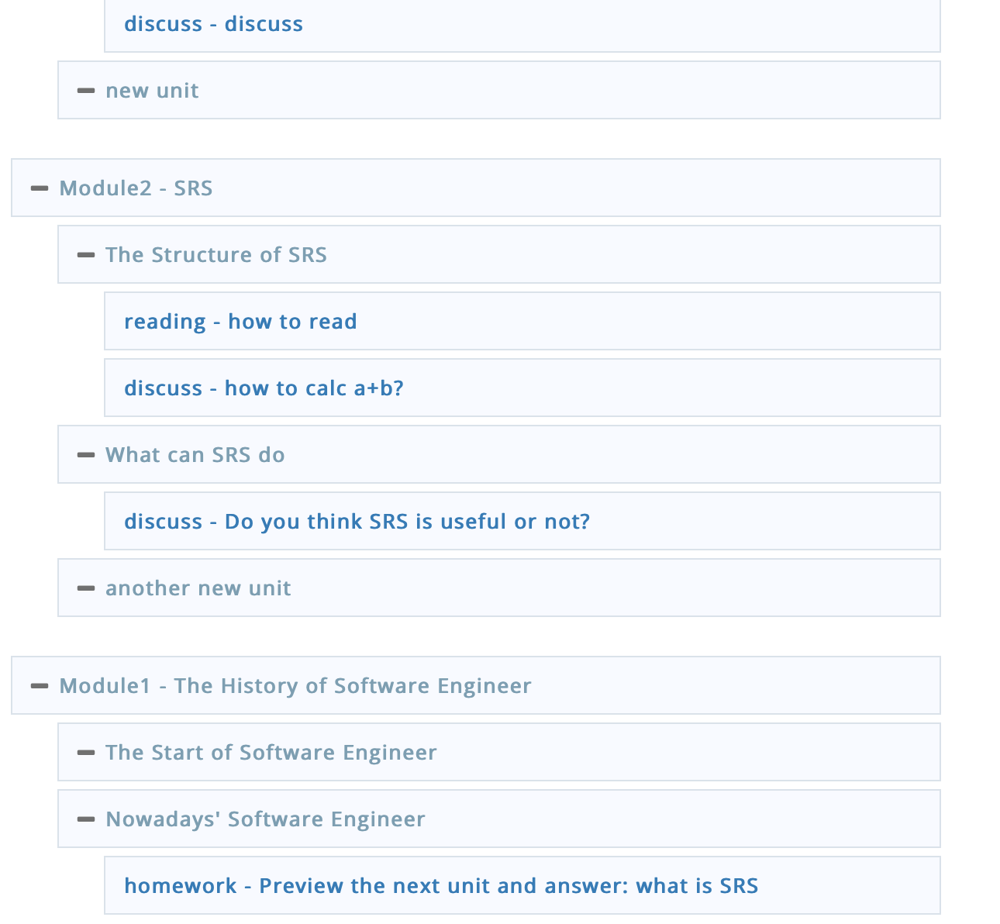 discuss - discuss
new unit
Module2 - SRS
The Structure of SRS
reading - how to read
discuss - how to calc a+b?
What can SRS do
discuss - Do you think SRS is useful or not?
another new unit
Module1 - The History of Software Engineer
The Start of Software Engineer
Nowadays' Software Engineer
homework - Preview the next unit and answer: what is SRS